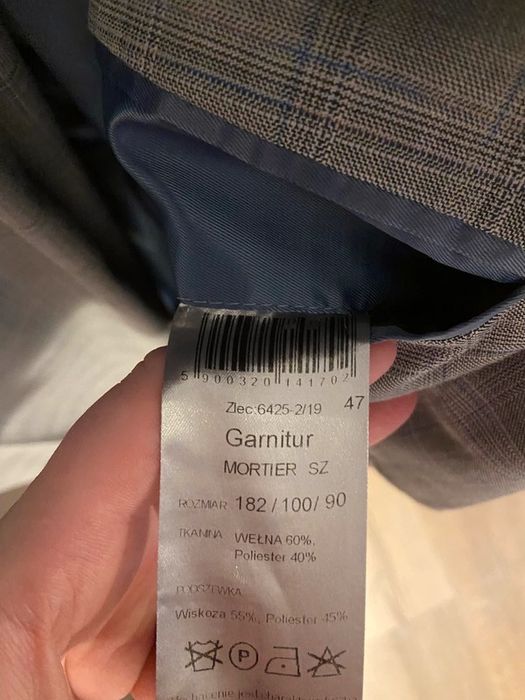 5 900320 141702
Zlec:6425-2/19 47
Garnitur
MORTIER SZ
ROZMIAR 182 / 100 / 90
TKANINA WEŁNA 60%,
Poliester 40%
PODSZEWKA
Wiskoza 55%, Poliester 45%
P
jest